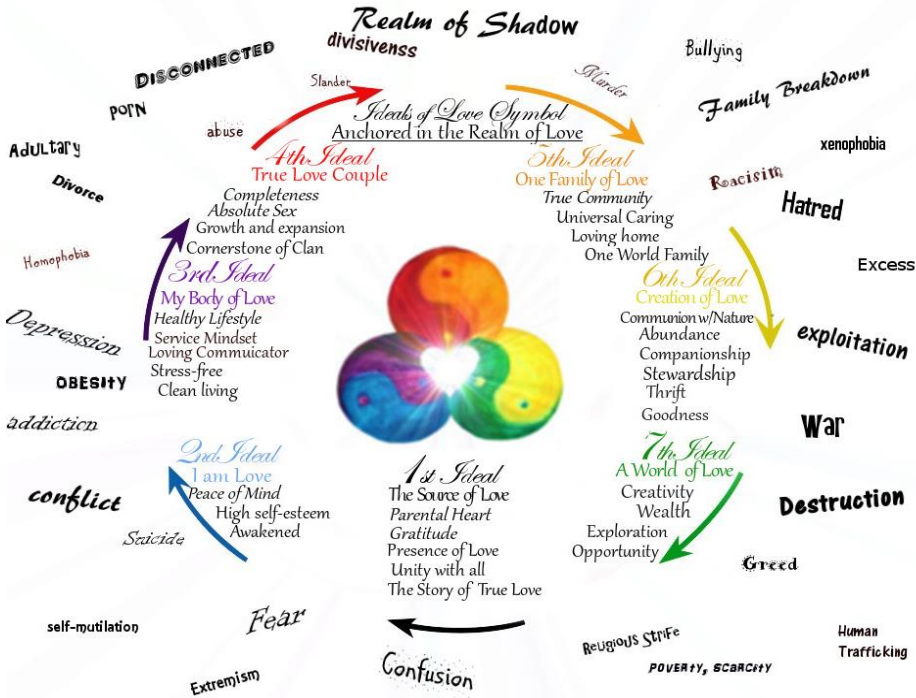 Realm of Shadow
divisivenss
DISCONNECTED
Bullying
Slander
Murder
PORN
Family Breakdown
Ideals of Love Symbol
Anchored in the Realm of Love
abuse
Adultary
xenophobia
4th Ideal
True Love Couple
Completeness
Absolute Sex
Growth and expansion
Cornerstone of Clan
5th Ideal
One Family of Love
True Community
Universal Caring
Loving home
One World Family
Racisim
Divorce
Hatred
Homophobia
Excess
3rd Ideal
My Body of Love
Healthy Lifestyle
Service Mindset
Loving Commuicator
Stress-free
Clean living
6th Ideal
Creation of Love
Communion w/Nature
Abundance
Companionship
Stewardship
Thrift
Goodness
Depression
exploitation
OBESITY
addiction
War
2nd Ideal
I am Love
Peace of Mind
High self-esteem
Awakened
1st Ideal
The Source of Love
Parental Heart
Gratitude
Presence of Love
Unity with all
The Story of True Love
7th Ideal
A World of Love
Creativity
Wealth
Exploration
Opportunity
conflict
Destruction
Suicide
Greed
self-mutilation
Fear
Confusion
Extremism
Religious Strife
POVERTY, SCARCITY
Human
Trafficking